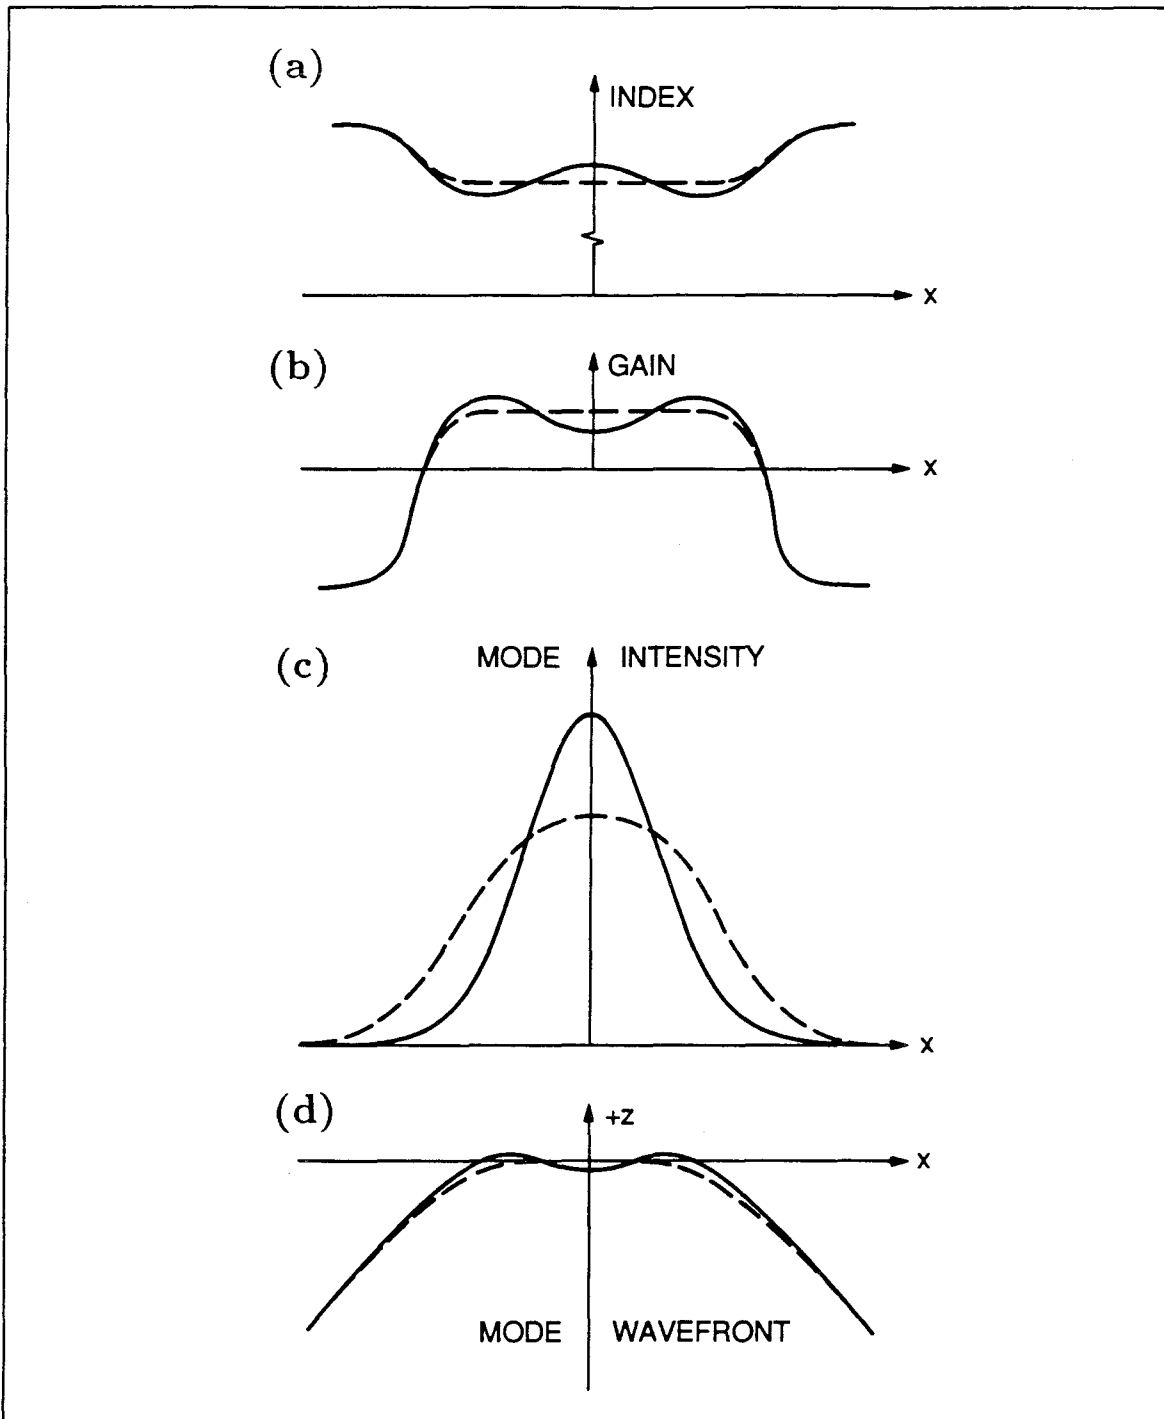 (a)
INDEX
X
(b)
GAIN
X
(c)
MODE INTENSITY
X
(d)
+Z
X
MODE WAVEFRONT